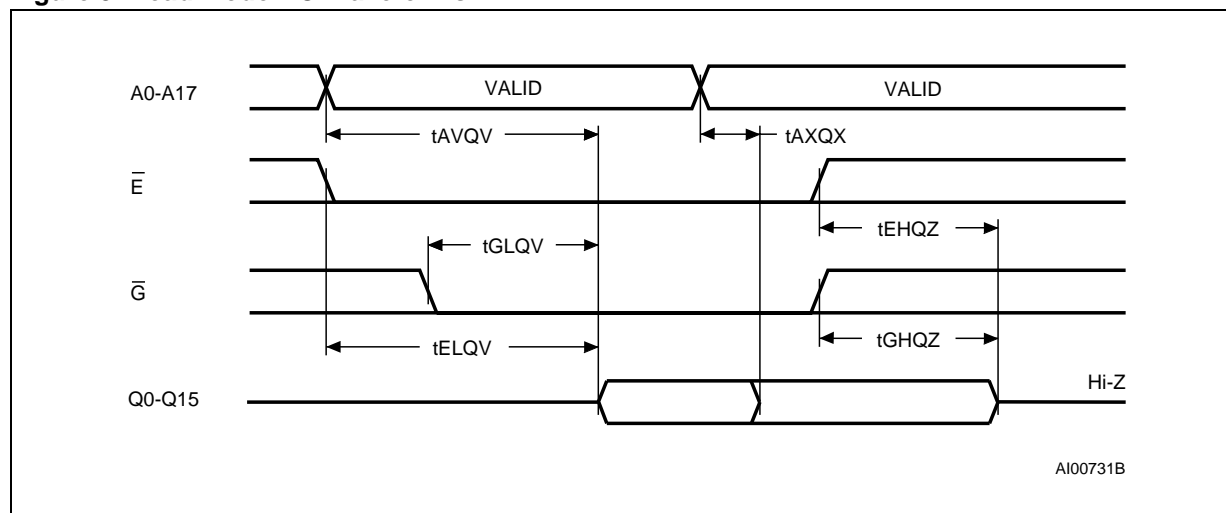 A0-A17
VALID
VALID
tAVQV
tAXQX
E
tEHQZ
tGLQV
G
tELQV
tGHQZ
Q0-Q15
Hi-Z
AI00731B